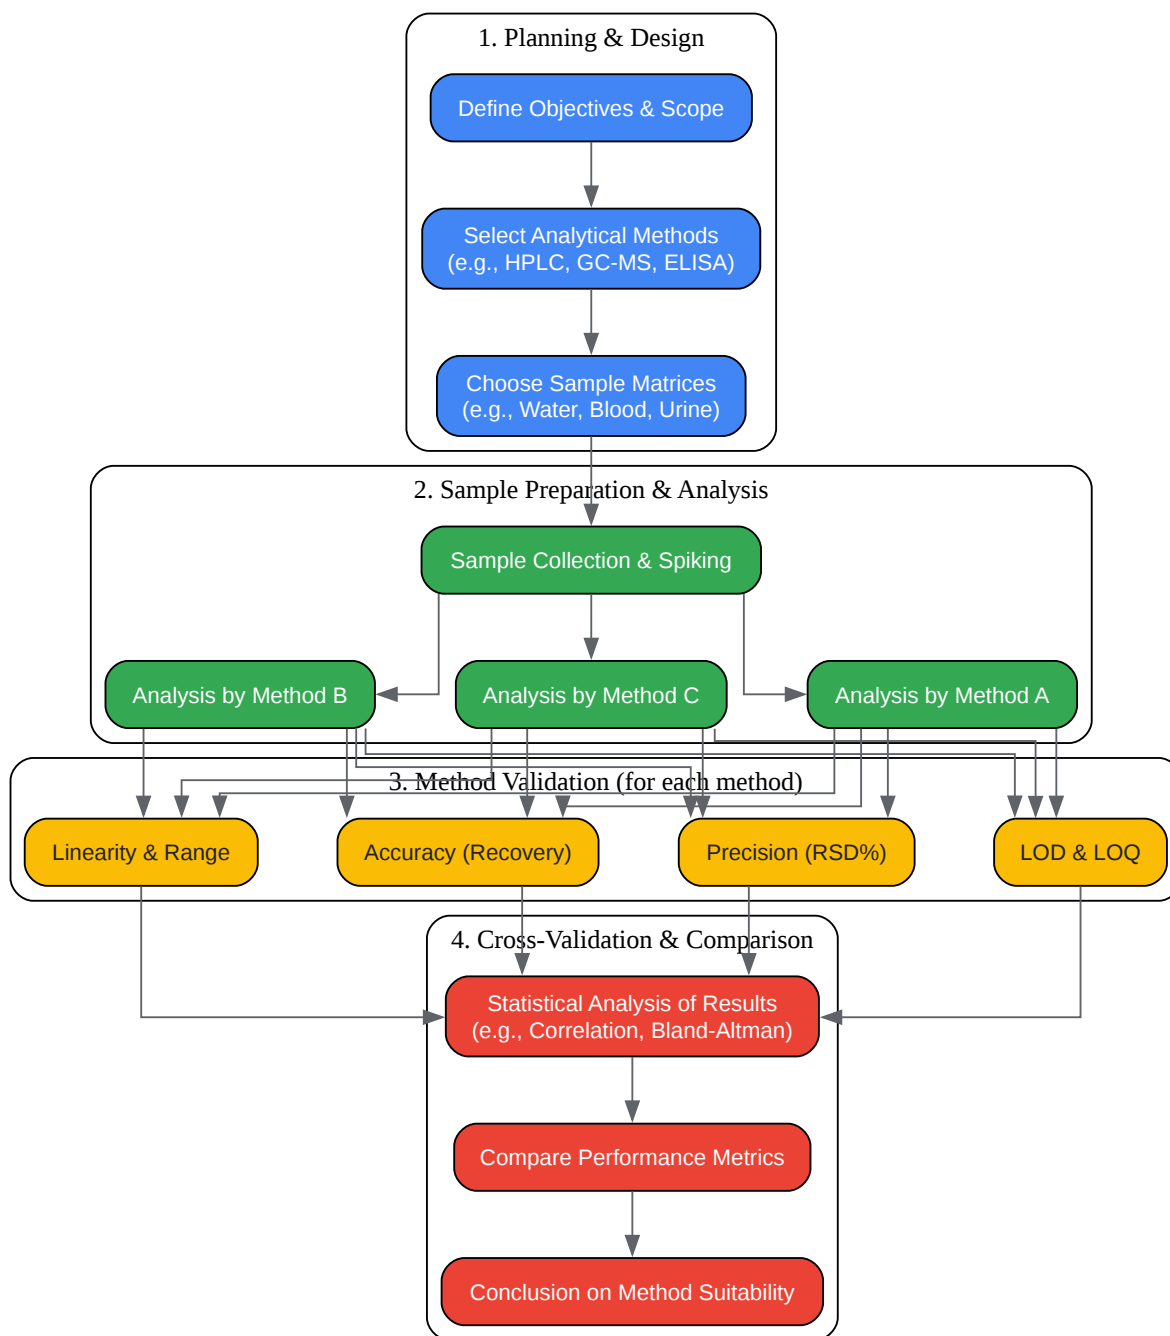 1. Planning & Design
Define Objectives & Scope
Select Analytical Methods
(e.g., HPLC, GC-MS, ELISA)
Choose Sample Matrices
(e.g., Water, Blood, Urine)
2. Sample Preparation & Analysis
Sample Collection & Spiking
Analysis by Method B
Analysis by Method C
Analysis by Method A
3. Method Validation (for each method)
Linearity & Range
Accuracy (Recovery)
Precision (RSD%)
LOD & LOQ
4. Cross-Validation & Comparison
Statistical Analysis of Results
(e.g., Correlation, Bland-Altman)
Compare Performance Metrics
Conclusion on Method Suitability